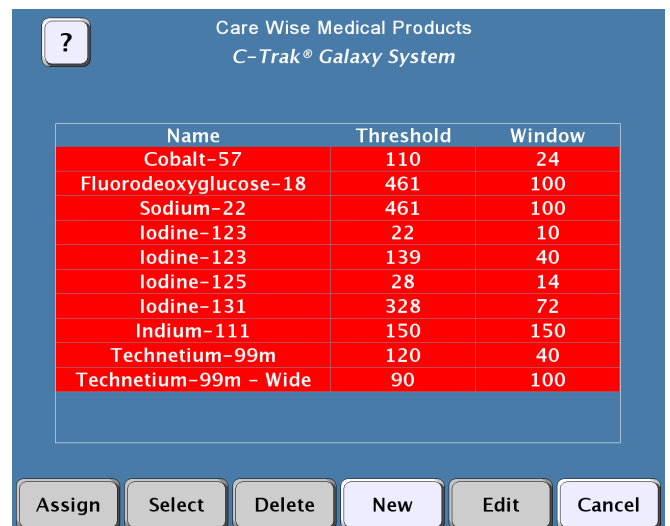 ?
Care Wise Medical Products
C-Trak® Galaxy System
Name Threshold Window
Cobalt-57 110 24
Fluorodeoxyglucose-18 461 100
Sodium-22 461 100
Iodine-123 22 10
Iodine-123 139 40
Iodine-125 28 14
Iodine-131 328 72
Indium-111 150 150
Technetium-99m 120 40
Technetium-99m - Wide 90 100
Assign Select Delete New Edit Cancel